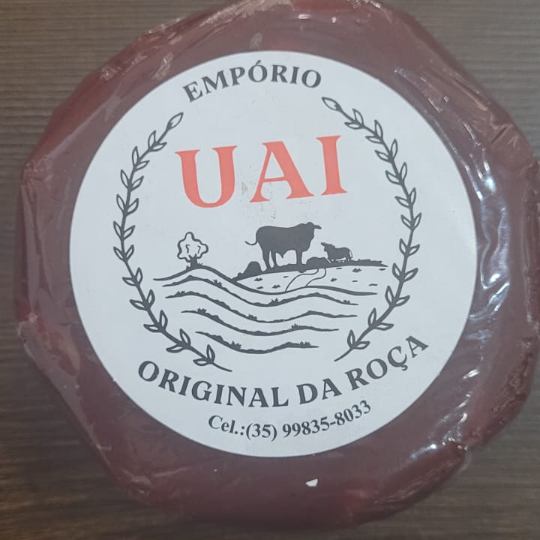 EMPÓRIO
UAI
ORIGINAL DA ROÇA
Cel.:(35) 99835-8033